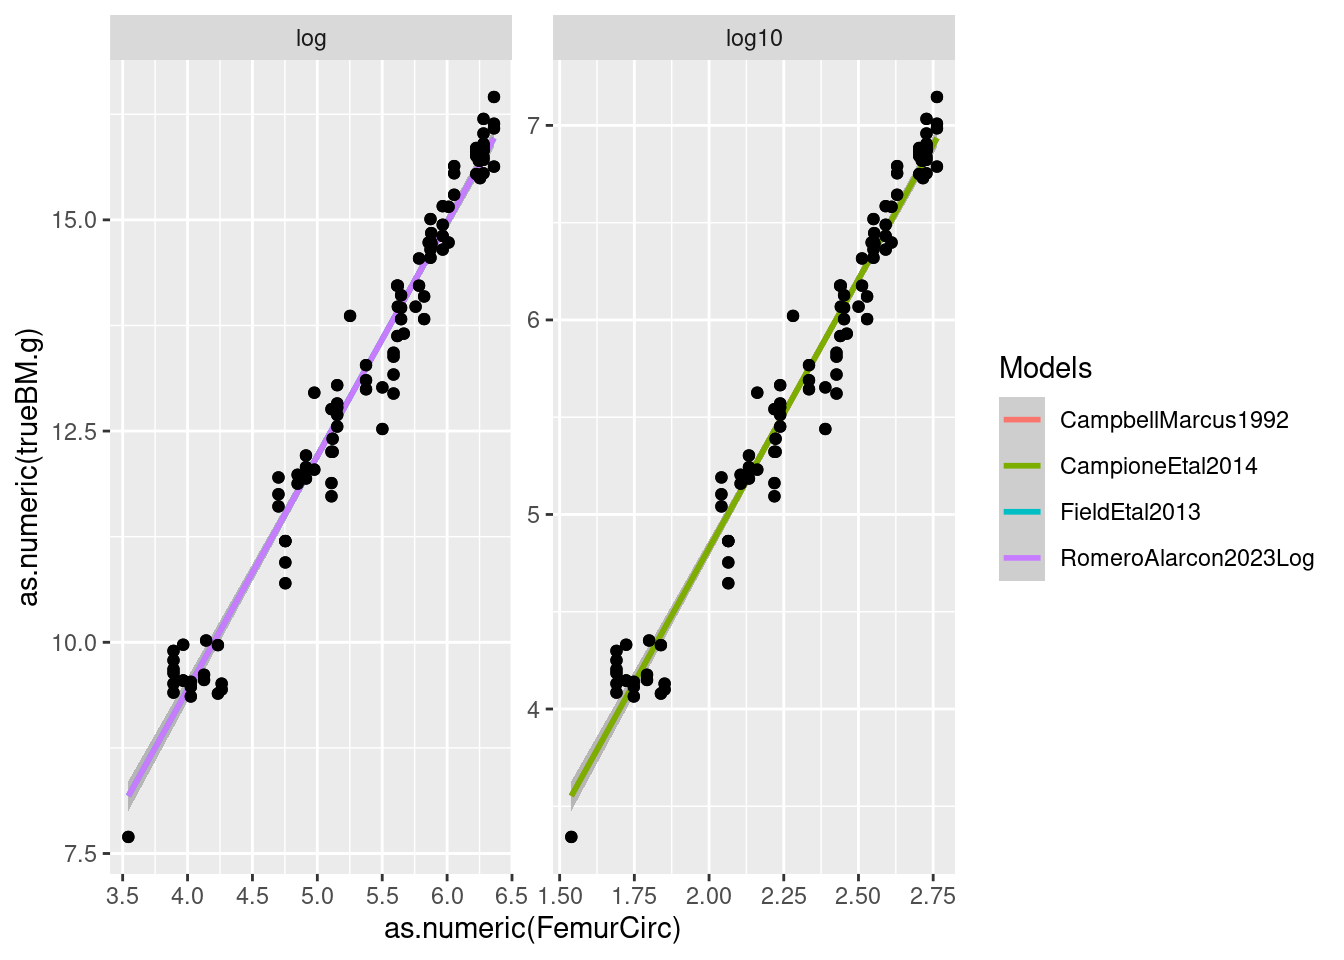 log
log10
15.0
12.5
10.0
7.5
7
6
5
4
3.5
4.0
4.5
5.0
5.5
6.0
6.5
1.50
1.75
2.00
2.25
2.50
2.75
as.numeric(FemurCirc)
as.numeric(trueBM.g)
Models
CampbellMarcus1992
CampioneEtal2014
FieldEtal2013
RomeroAlarcon2023Log